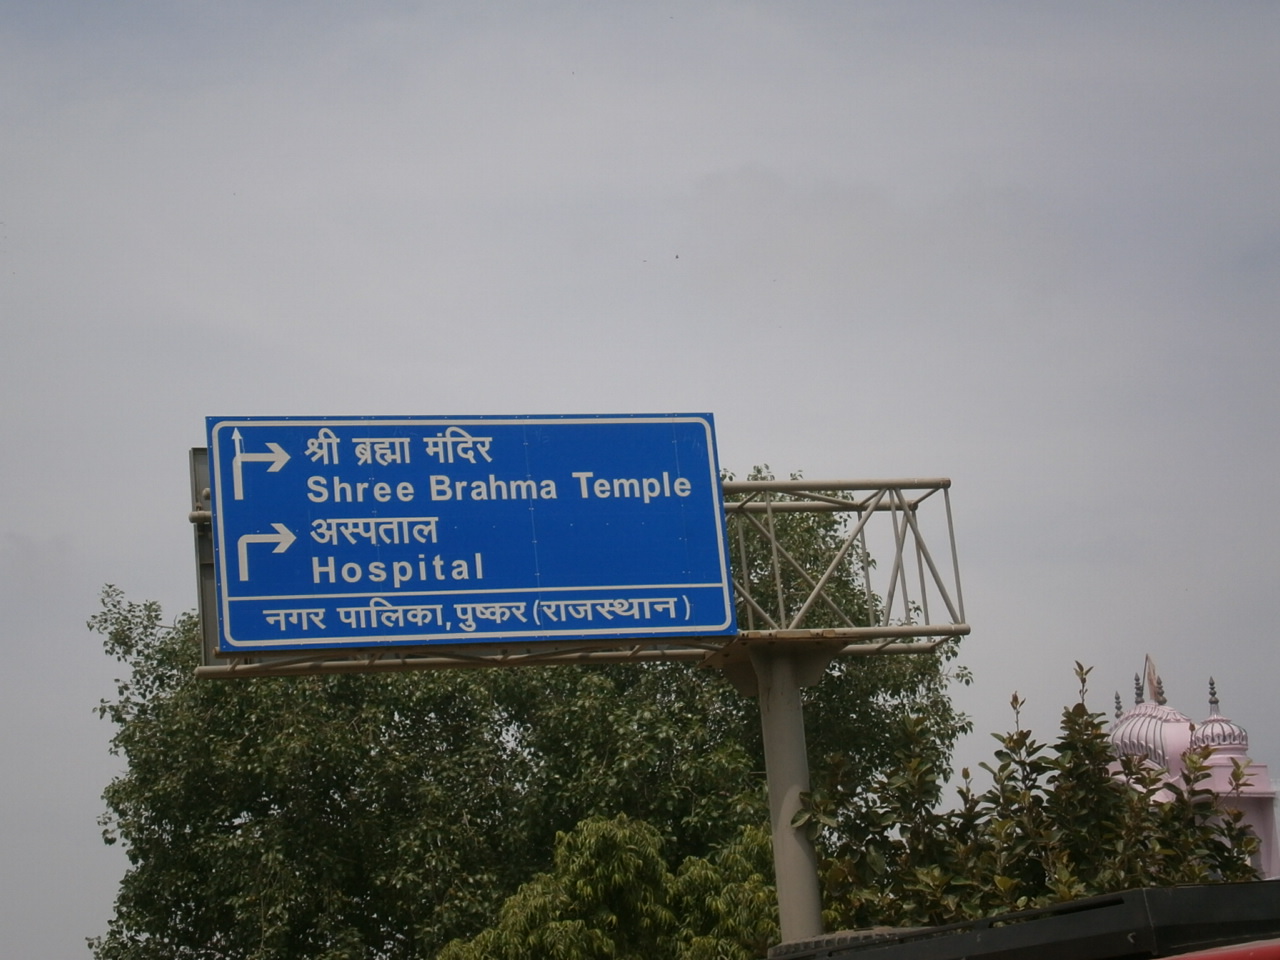 श्री ब्रह्मा मंदिर
Shree Brahma Temple
अस्पताल
Hospital
नगर पालिका,पुष्कर (राजस्थान)